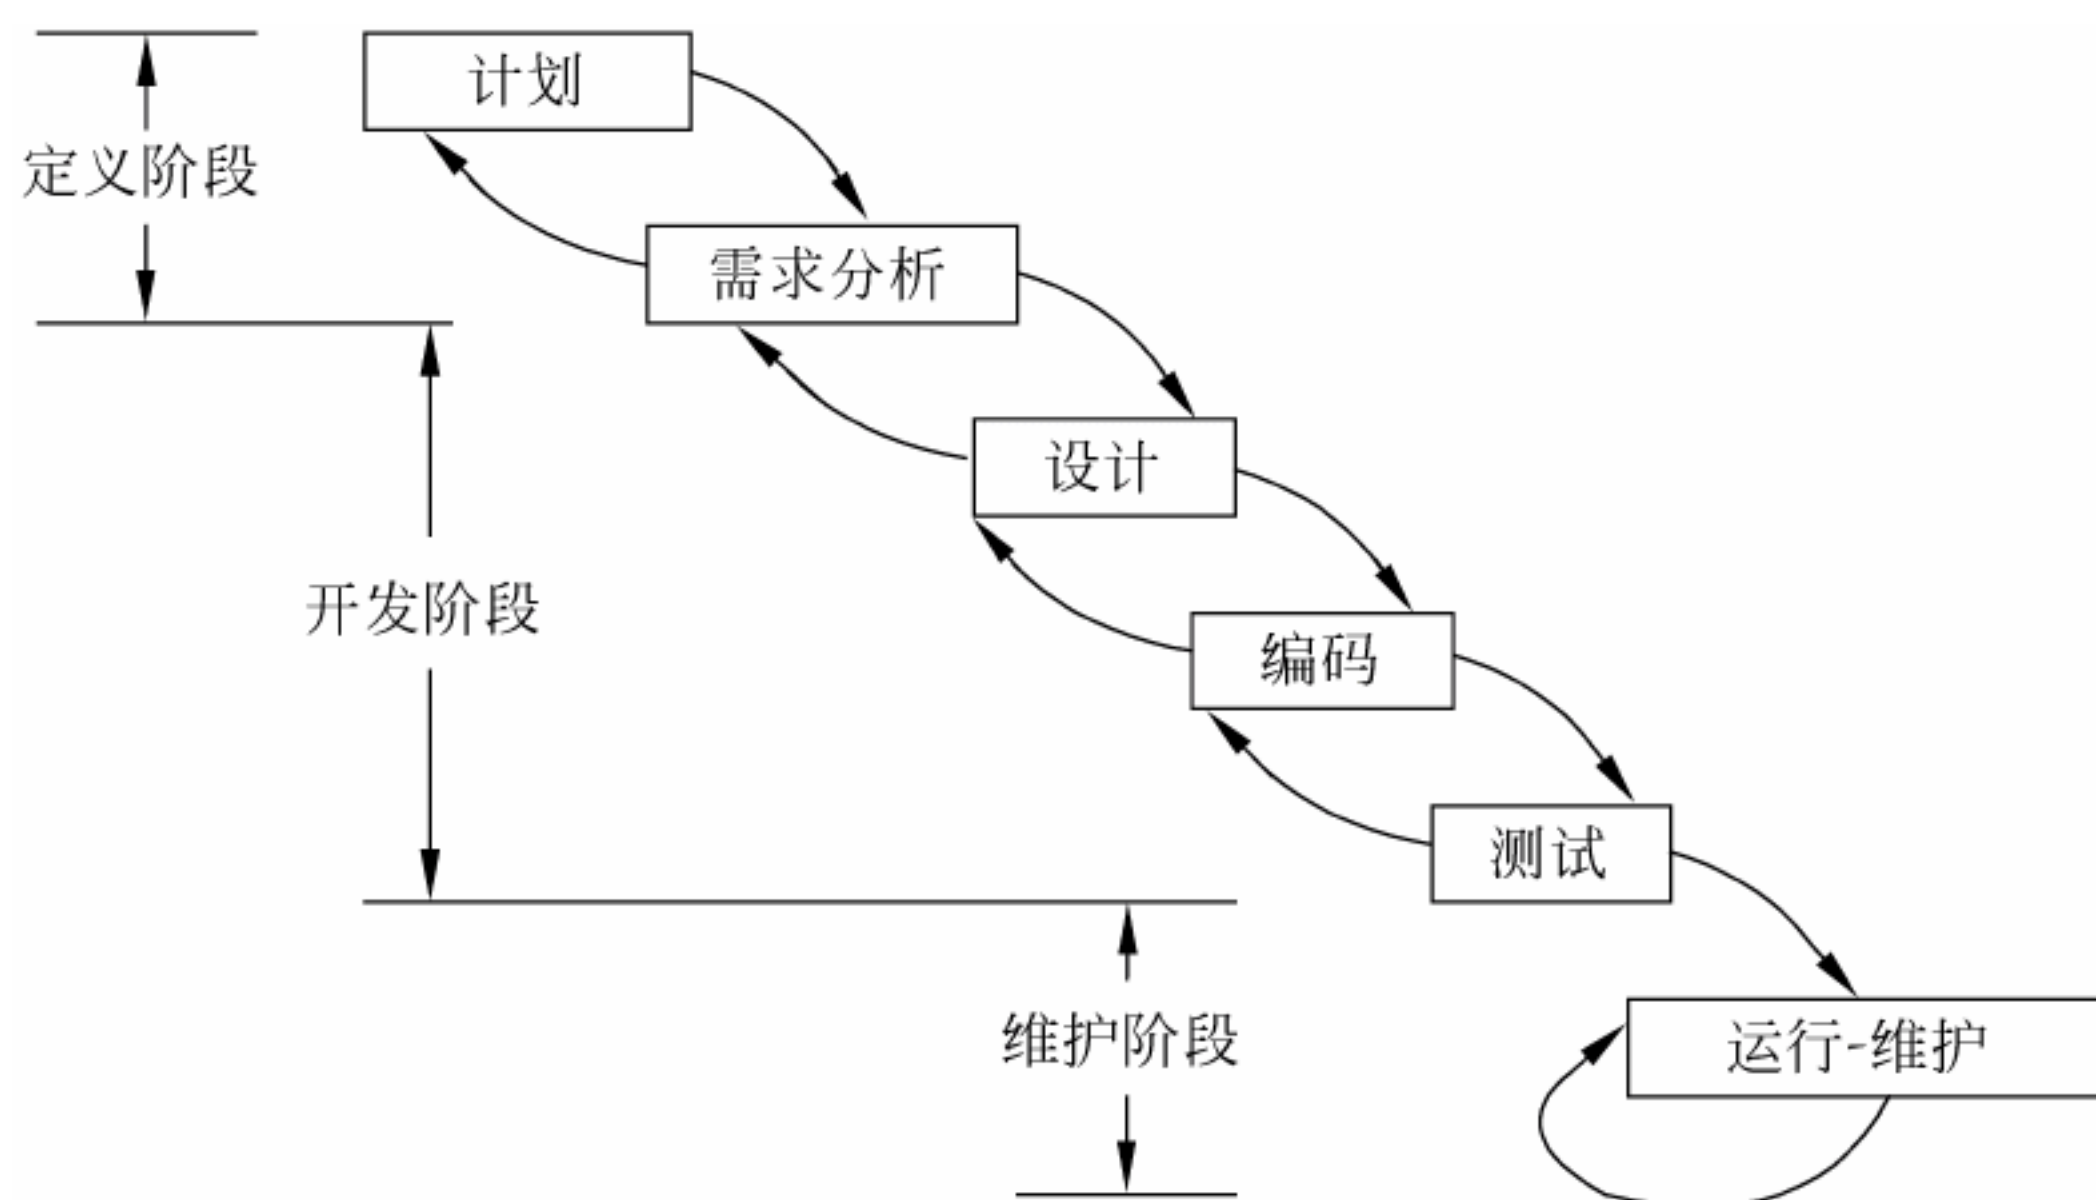 计划
定义阶段
需求分析
设计
开发阶段
编码
测试
维护阶段
运行-维护